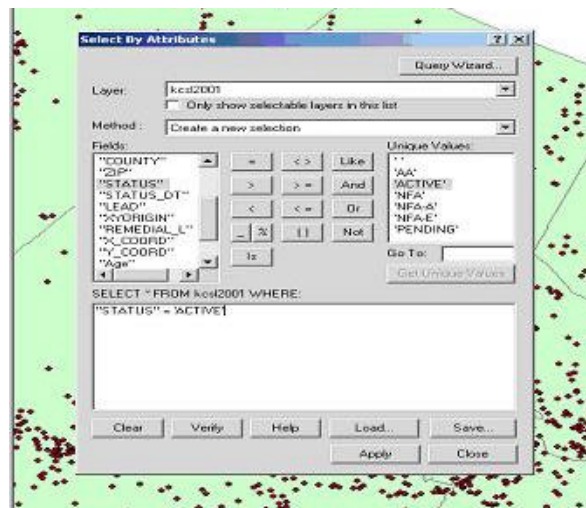 Select By Attributes
Query Wizard...
Layer: kcsl2001
Only show selectable layers in this list
Method : Create a new selection
Fields:
"COUNTY"
"ZIP"
"STATUS"
"STATUS_DT"
"LEAD"
"XYORIGIN"
"REMEDIAL_L"
"X_COORD"
"Y_COORD"
"Age"
= < > Like
> > = And
< < = Or
_ % ( ) Not
Is
Unique Values:
' '
'AA'
'ACTIVE'
'NFA'
'NFA-A'
'NFA-E'
'PENDING'
Go To:
Get Unique Values
SELECT * FROM kcsl2001 WHERE:
"STATUS" = 'ACTIVE'
Clear Verify Help Load... Save...
Apply Close